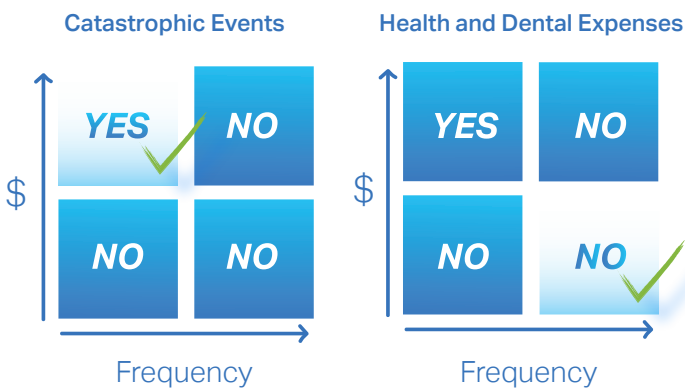 Catastrophic Events
YES
NO
$
NO
NO
Frequency
Health and Dental Expenses
YES
NO
$
NO
NO
Frequency